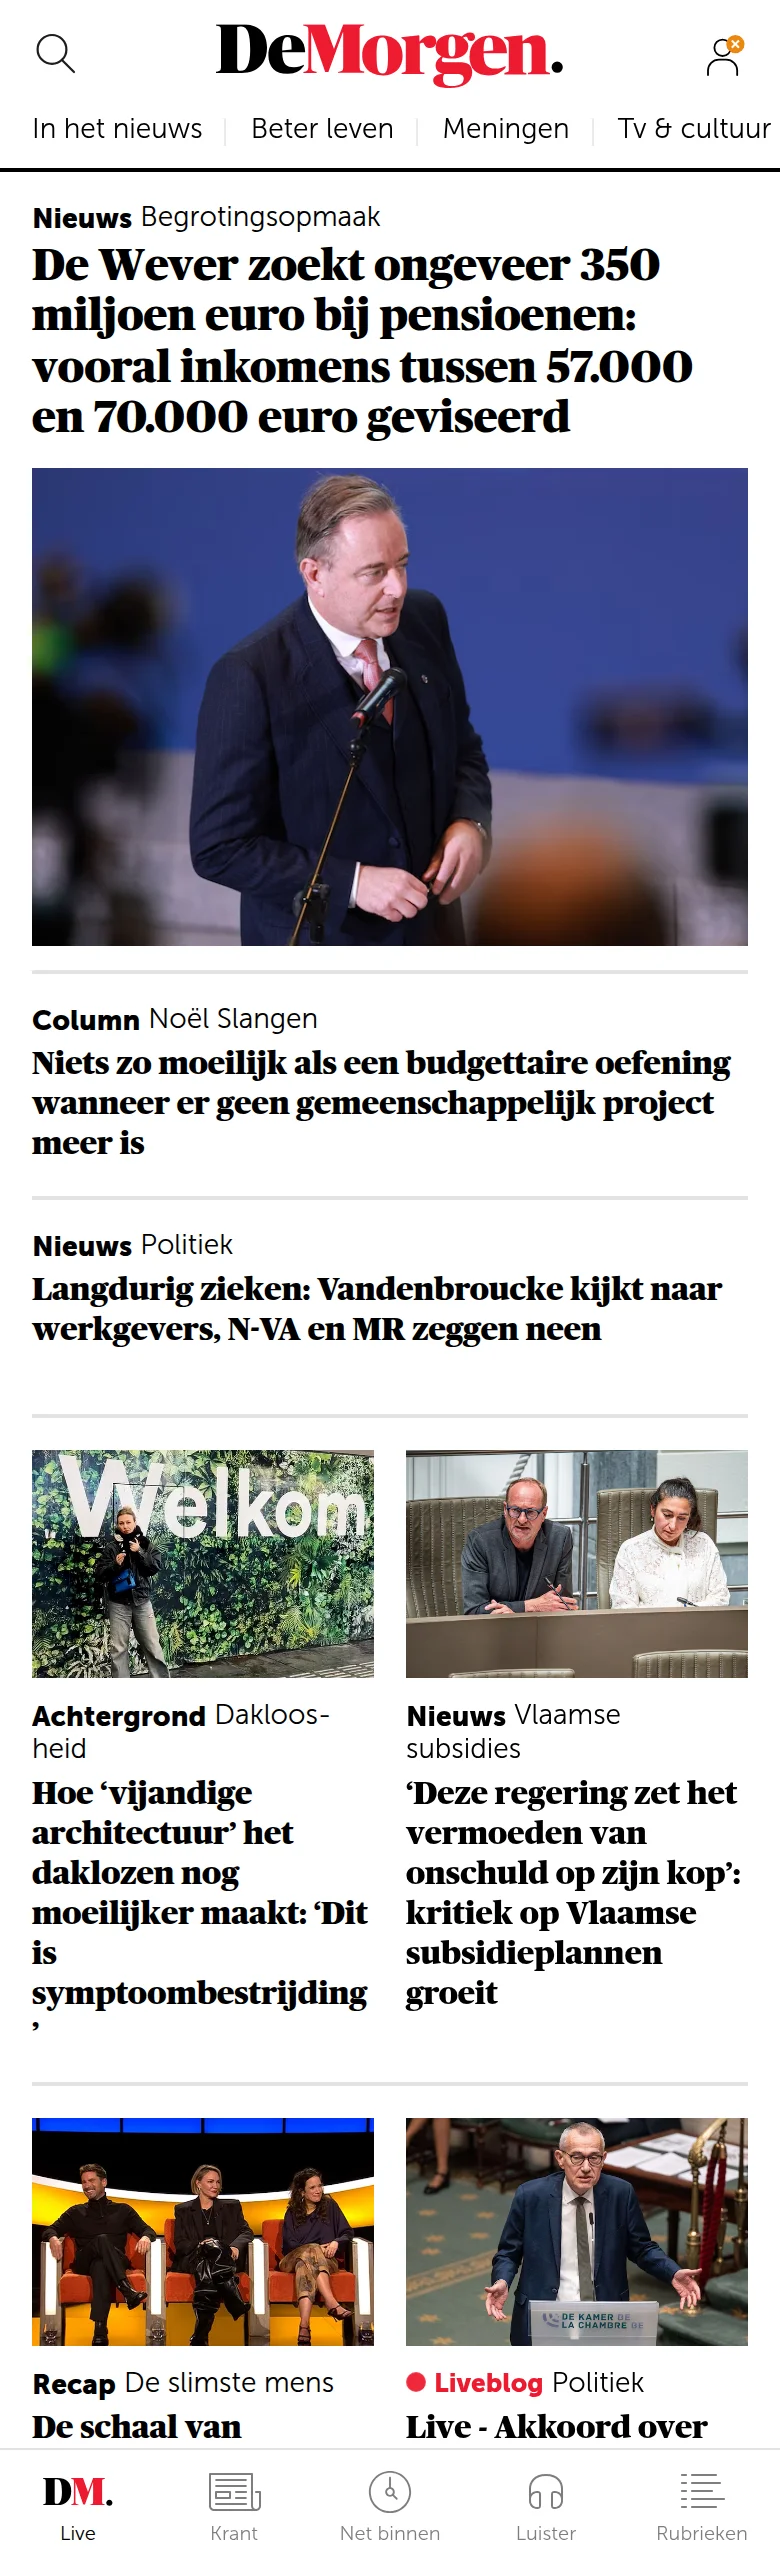 DeMorgen.
In het nieuws
Beter leven
Meningen
Tv & cultuur
Nieuws Begrotingsopmaak
De Wever zoekt ongeveer 350
miljoen euro bij pensioenen:
vooral inkomens tussen 57.000
en 70.000 euro geviseerd
Column Noël Slangen
Niets zo moeilijk als een budgettaire oefening
wanneer er geen gemeenschappelijk project
meer is
Nieuws Politiek
Langdurig zieken: Vandenbroucke kijkt naar
werkgevers, N-VA en MR zeggen neen
Welkom
Achtergrond Dakloos-
heid
Hoe ‘vijandige
architectuur’ het
daklozen nog
moeilijker maakt: ‘Dit
is
symptoombestrijding
’
Nieuws Vlaamse
subsidies
‘Deze regering zet het
vermoeden van
onschuld op zijn kop’:
kritiek op Vlaamse
subsidieplannen
groeit
Recap De slimste mens
De schaal van
DE KAMER DE
LA CHAMBRE DE
Liveblog Politiek
Live - Akkoord over
DM.
Live
Krant
Net binnen
Luister
Rubrieken